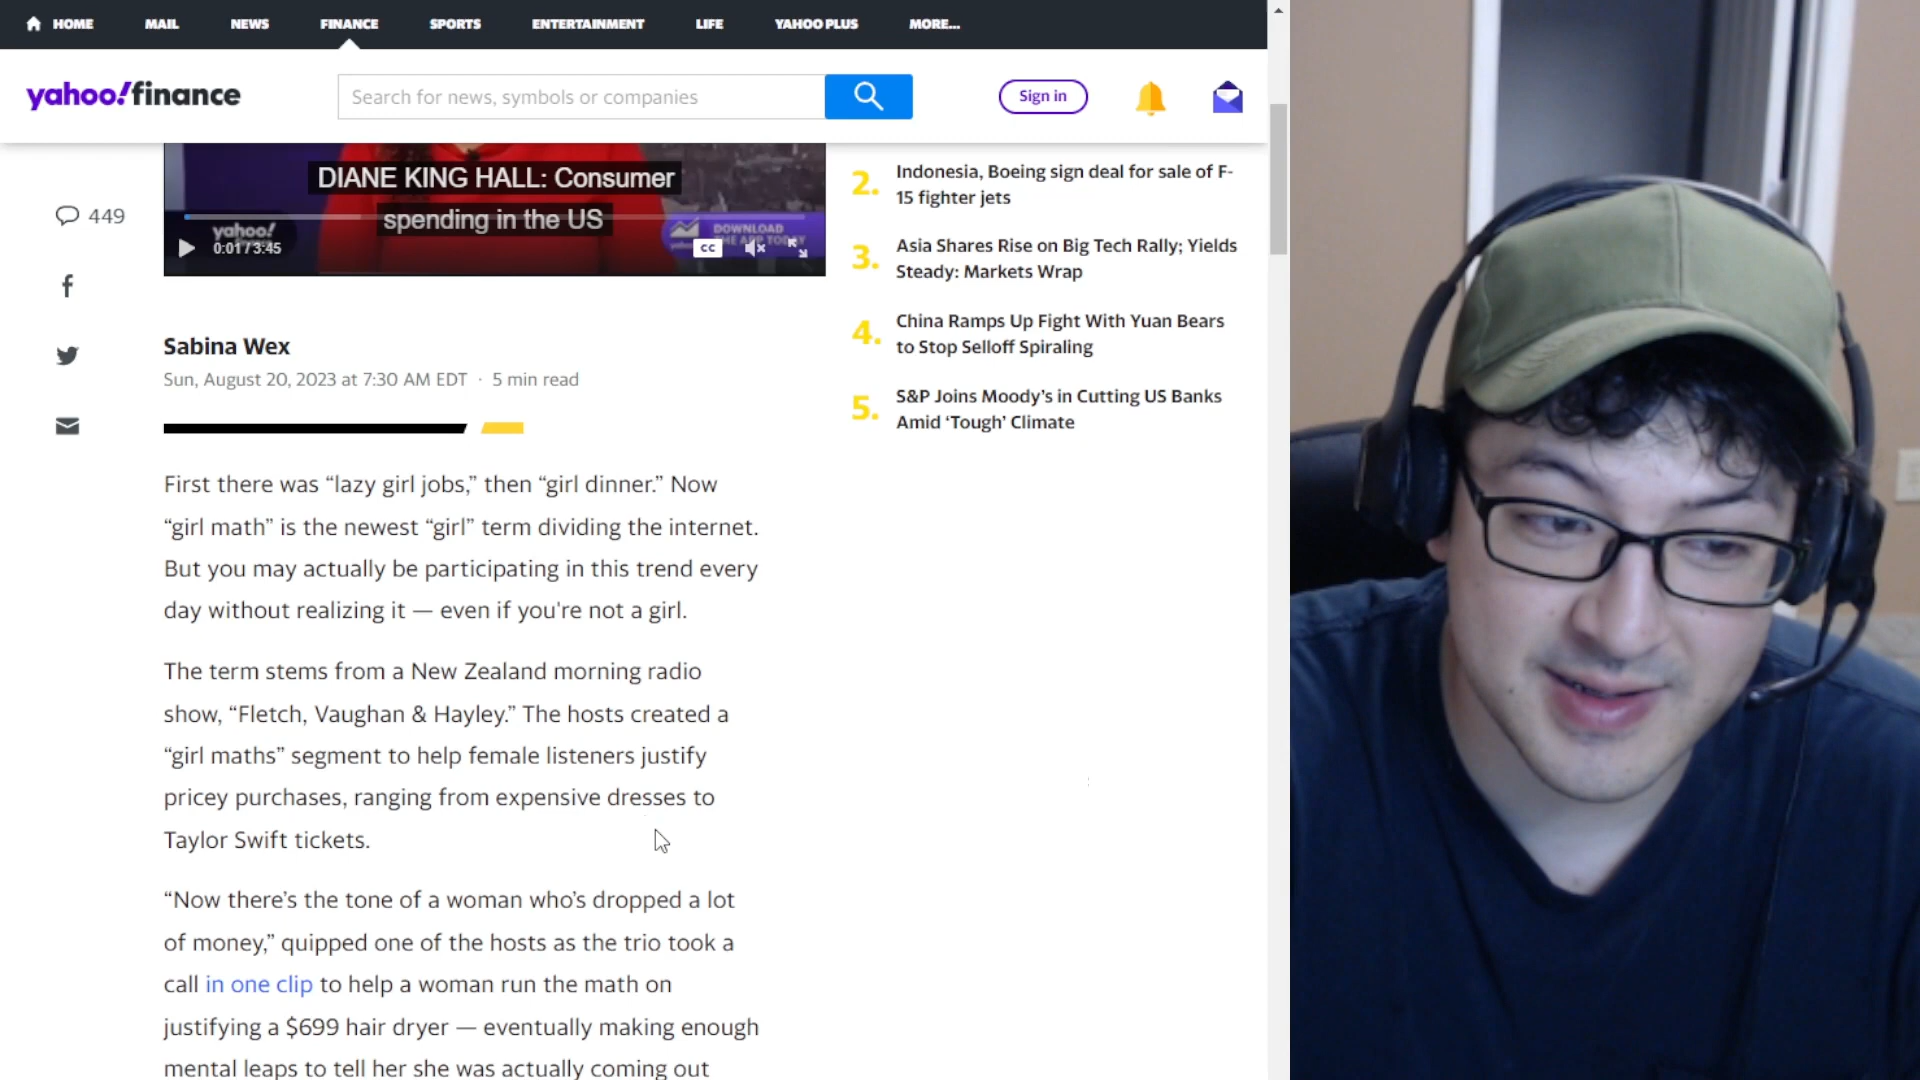 HOME MAIL NEWS FINANCE SPORTS ENTERTAINMENT LIFE YAHOO PLUS MORE...
yahoo!finance
Search for news, symbols or companies
Sign in
DIANE KING HALL: Consumer
spending in the US
yahoo!
DOWNLOAD
THE APP TODAY
0:01 / 3:45
CC
449
Sabina Wex
Sun, August 20, 2023 at 7:30 AM EDT · 5 min read
First there was “lazy girl jobs,” then “girl dinner.” Now
“girl math” is the newest “girl” term dividing the internet.
But you may actually be participating in this trend every
day without realizing it — even if you're not a girl.
The term stems from a New Zealand morning radio
show, “Fletch, Vaughan & Hayley.” The hosts created a
“girl maths” segment to help female listeners justify
pricey purchases, ranging from expensive dresses to
Taylor Swift tickets.
“Now there’s the tone of a woman who’s dropped a lot
of money,” quipped one of the hosts as the trio took a
call in one clip to help a woman run the math on
justifying a $699 hair dryer — eventually making enough
mental leaps to tell her she was actually coming out
2. Indonesia, Boeing sign deal for sale of F-
15 fighter jets
3. Asia Shares Rise on Big Tech Rally; Yields
Steady: Markets Wrap
4. China Ramps Up Fight With Yuan Bears
to Stop Selloff Spiraling
5. S&P Joins Moody’s in Cutting US Banks
Amid ‘Tough’ Climate